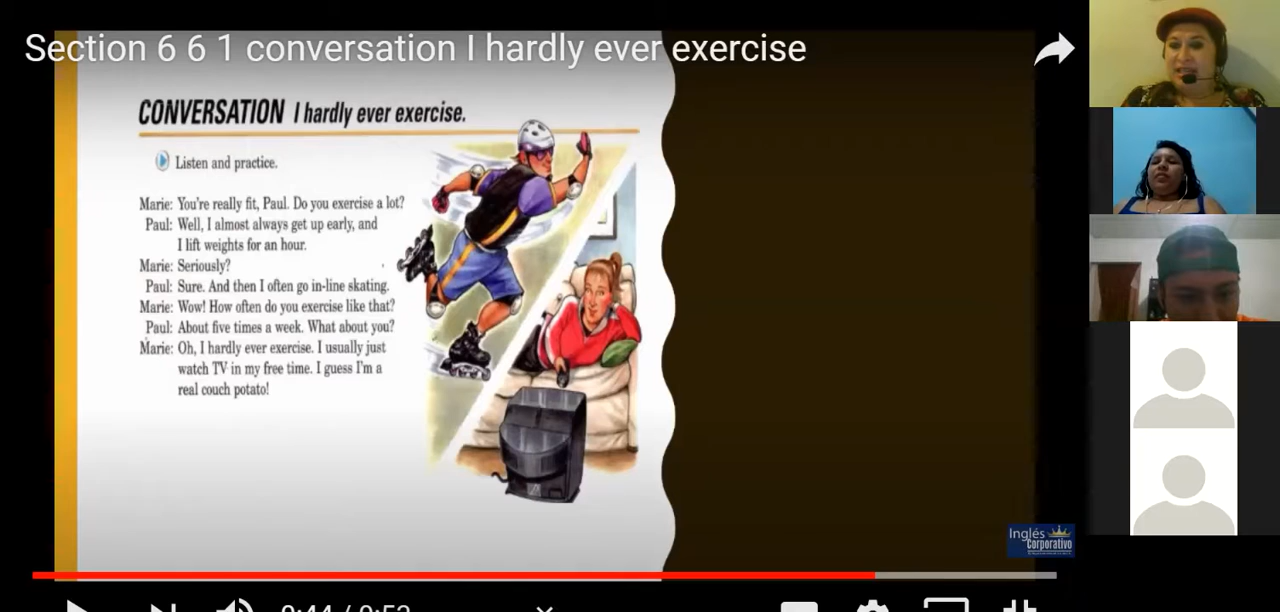 Section 6 6 1 conversation I hardly ever exercise
CONVERSATION I hardly ever exercise.
Listen and practice.
Marie: You're really fit, Paul. Do you exercise a lot?
Paul: Well, I almost always get up early, and
I lift weights for an hour.
Marie: Seriously?
Paul: Sure. And then I often go in-line skating.
Marie: Wow! How often do you exercise like that?
Paul: About five times a week. What about you?
Marie: Oh, I hardly ever exercise. I usually just
watch TV in my free time. I guess I'm a
real couch potato!
Inglés
Corporativo
0:44 / 0:53